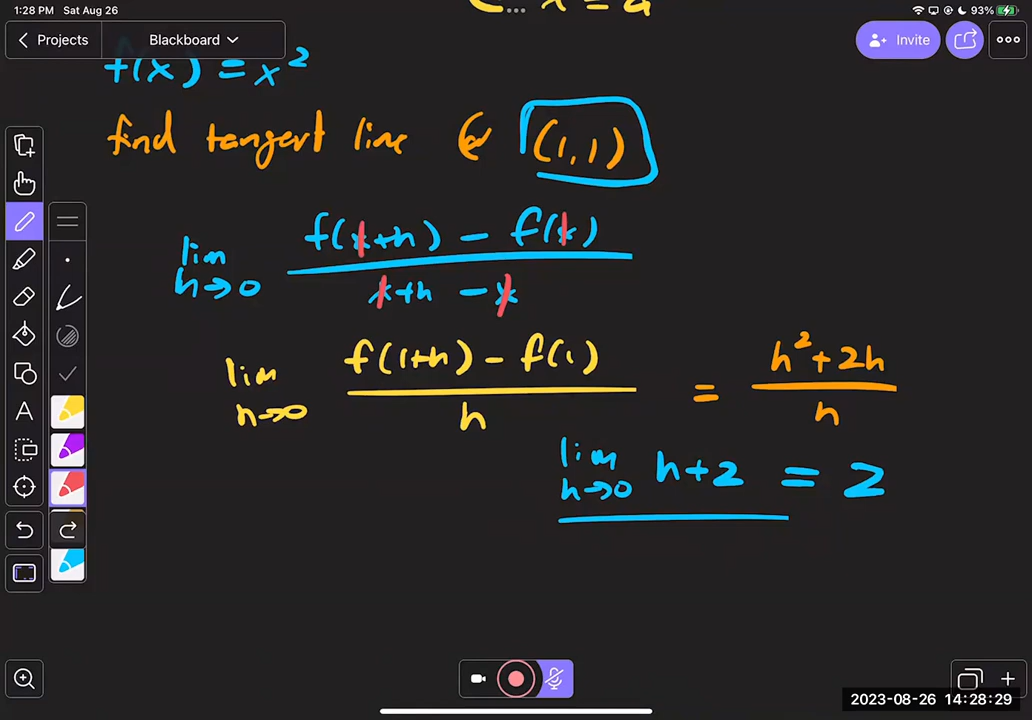 1:28 PM Sat Aug 26
93%
x = a
Projects
Blackboard
Invite
f(x) = x²
find tangent line @ (1,1)
lim h→0 f(x+h) - f(x) / x+h - x
lim h→0 f(1+h) - f(1) / h = h²+2h / h
lim h→0 h+2 = 2
A
2023-08-26 14:28:29